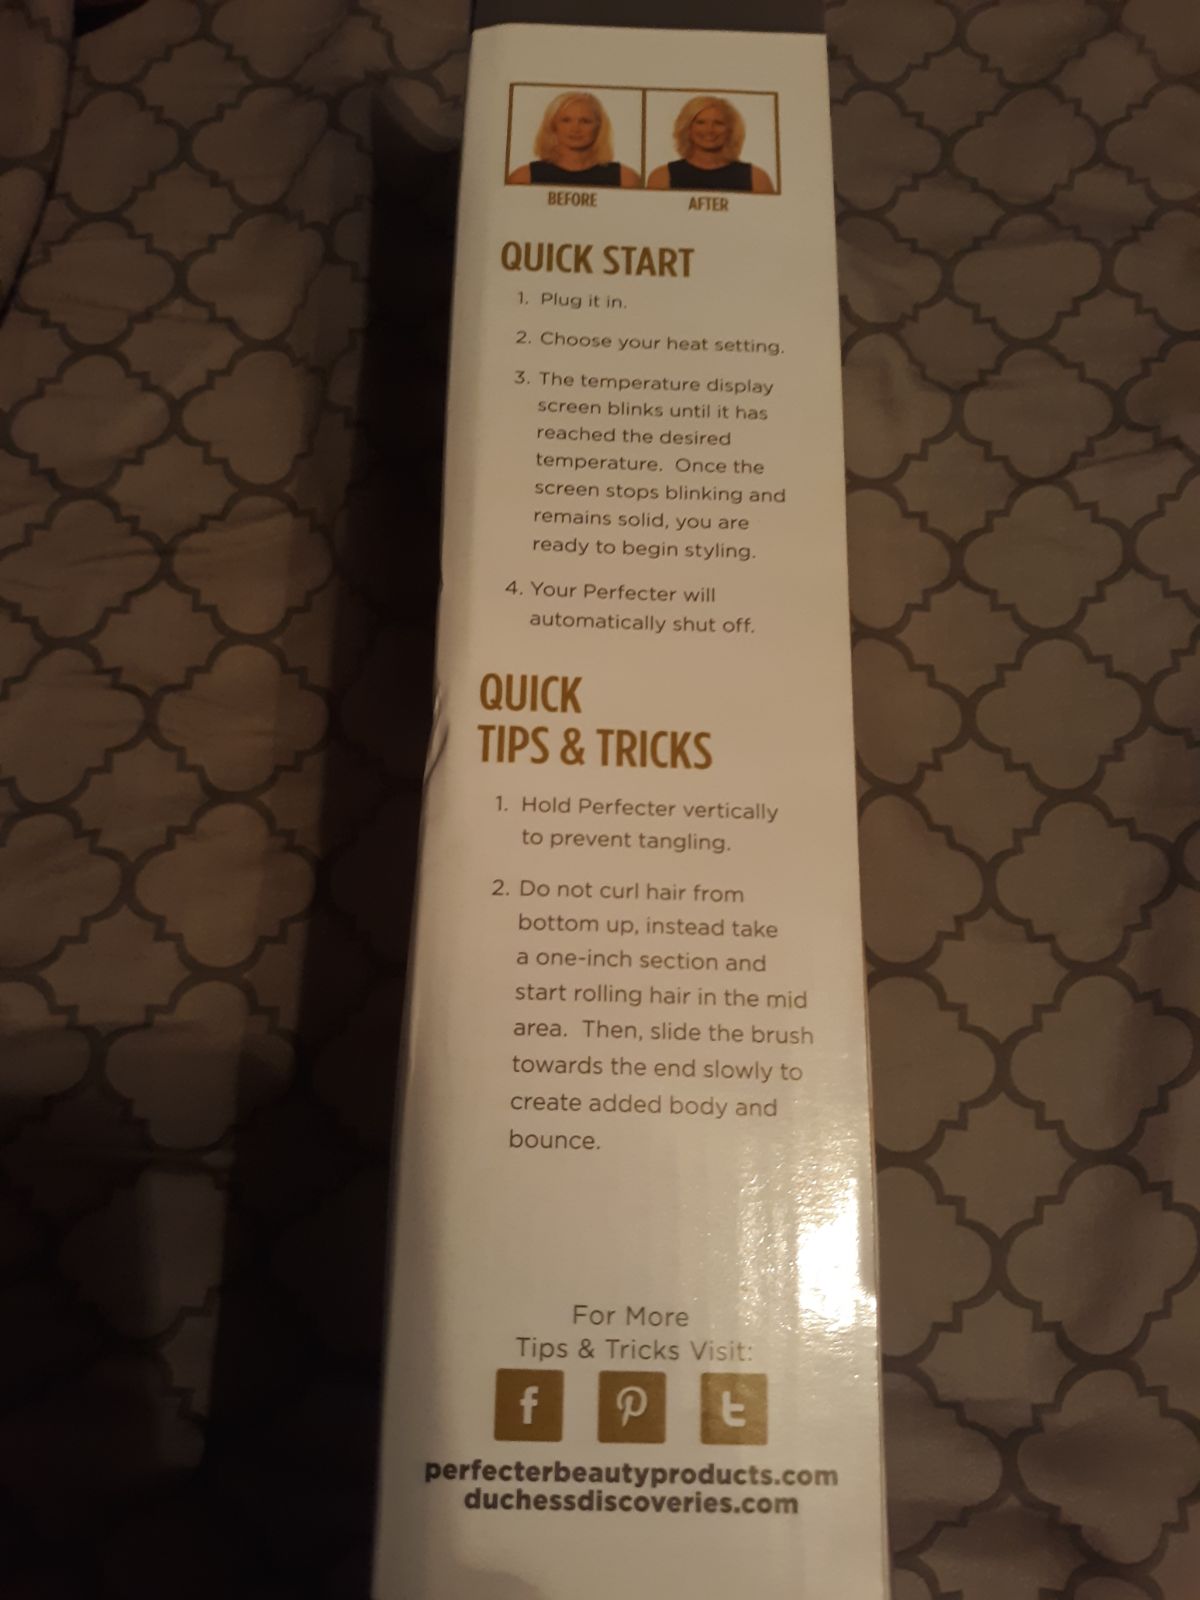 BEFORE
AFTER
QUICK START
1. Plug it in.
2. Choose your heat setting.
3. The temperature display
screen blinks until it has
reached the desired
temperature. Once the
screen stops blinking and
remains solid, you are
ready to begin styling.
4. Your Perfecter will
automatically shut off.
QUICK
TIPS & TRICKS
1. Hold Perfecter vertically
to prevent tangling.
2. Do not curl hair from
bottom up, instead take
a one-inch section and
start rolling hair in the mid
area. Then, slide the brush
towards the end slowly to
create added body and
bounce.
For More
Tips & Tricks Visit:
f
p
t
perfecterbeautyproducts.com
duchessdiscoveries.com